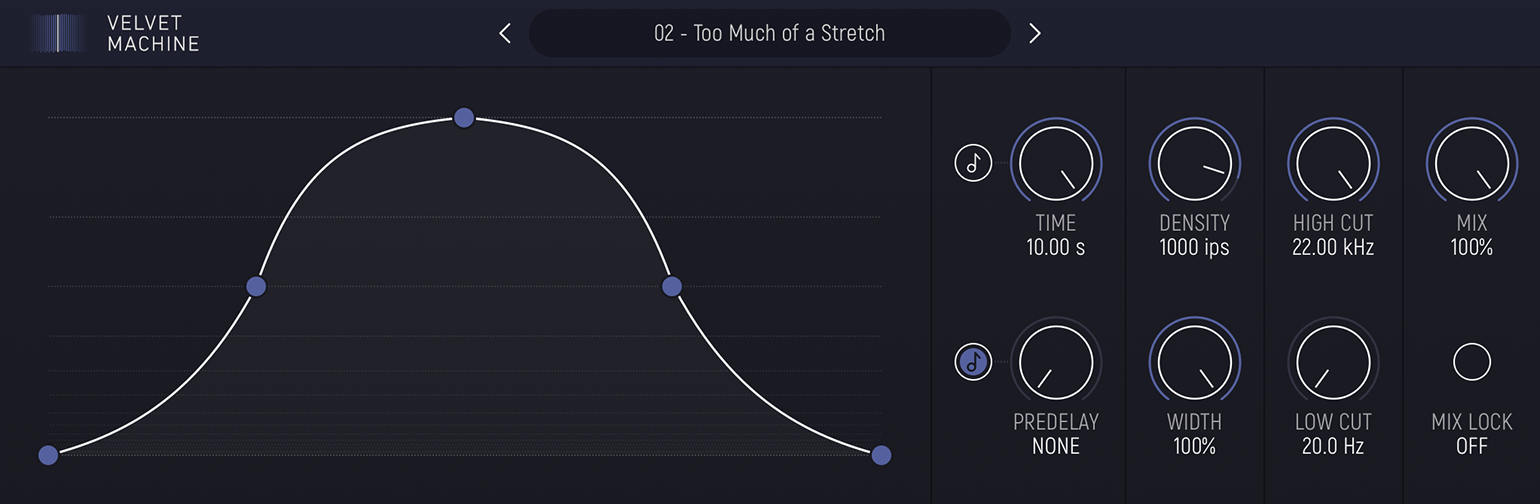 VELVET
MACHINE
02 - Too Much of a Stretch
TIME
10.00 s
DENSITY
1000 ips
HIGH CUT
22.00 kHz
MIX
100%
PREDELAY
NONE
WIDTH
100%
LOW CUT
20.0 Hz
MIX LOCK
OFF